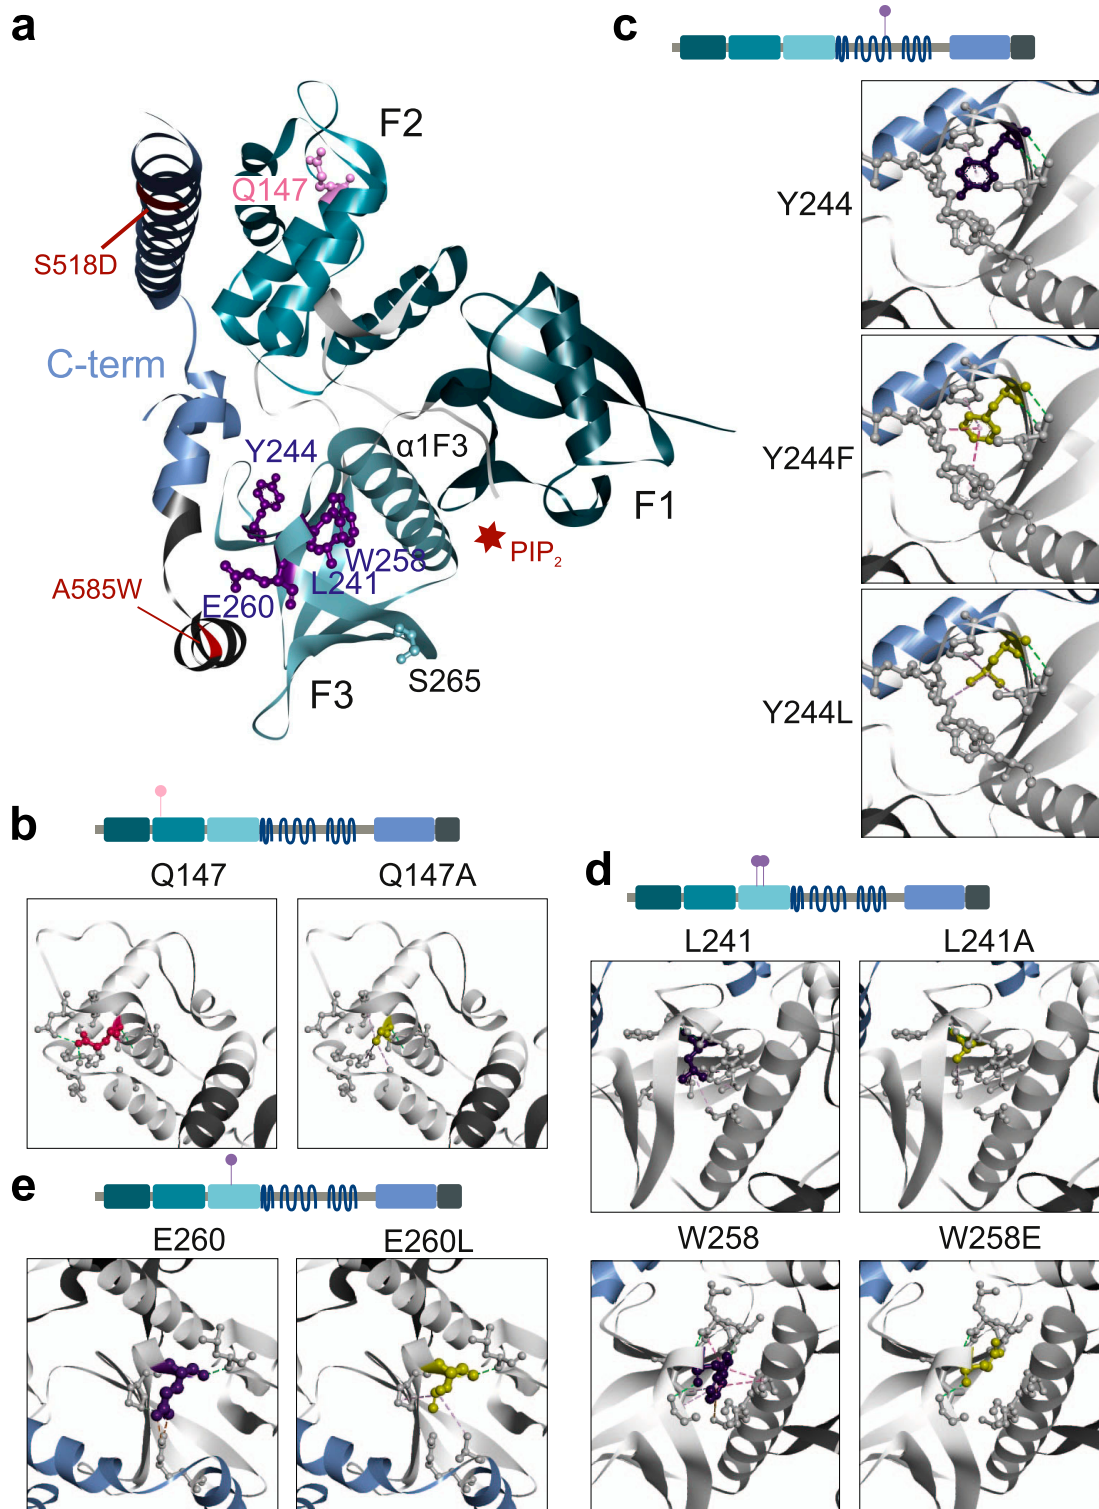 a
F2
Q147
S518D
C-term
Y244
α1F3
F1
W258
L241
PIP2
A585W
E260
S265
F3
c
Y244
Y244F
Y244L
b
Q147
Q147A
d
L241
L241A
W258
W258E
e
E260
E260L